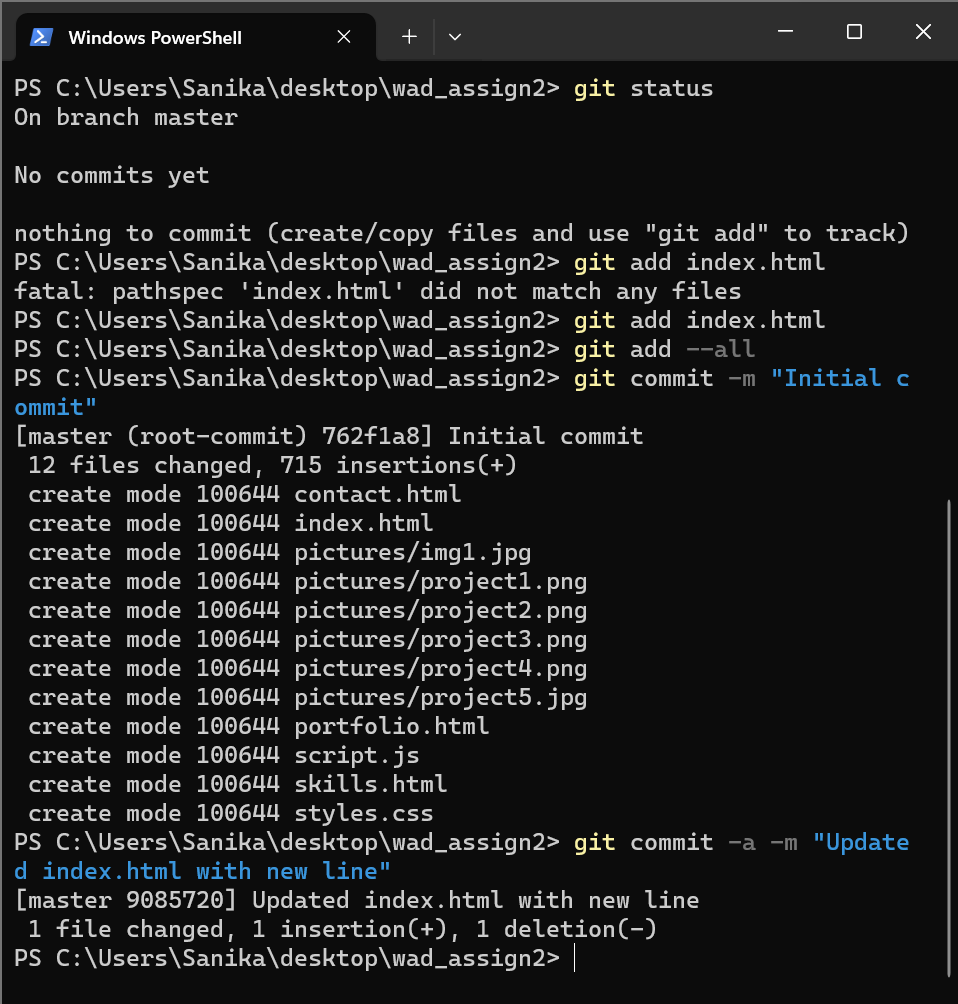 Windows PowerShell
PS C:\Users\Sanika\desktop\wad_assign2> git status
On branch master
No commits yet
nothing to commit (create/copy files and use "git add" to track)
PS C:\Users\Sanika\desktop\wad_assign2> git add index.html
fatal: pathspec 'index.html' did not match any files
PS C:\Users\Sanika\desktop\wad_assign2> git add index.html
PS C:\Users\Sanika\desktop\wad_assign2> git add --all
PS C:\Users\Sanika\desktop\wad_assign2> git commit -m "Initial c
ommit"
[master (root-commit) 762f1a8] Initial commit
 12 files changed, 715 insertions(+)
 create mode 100644 contact.html
 create mode 100644 index.html
 create mode 100644 pictures/img1.jpg
 create mode 100644 pictures/project1.png
 create mode 100644 pictures/project2.png
 create mode 100644 pictures/project3.png
 create mode 100644 pictures/project4.png
 create mode 100644 pictures/project5.jpg
 create mode 100644 portfolio.html
 create mode 100644 script.js
 create mode 100644 skills.html
 create mode 100644 styles.css
PS C:\Users\Sanika\desktop\wad_assign2> git commit -a -m "Update
d index.html with new line"
[master 9085720] Updated index.html with new line
 1 file changed, 1 insertion(+), 1 deletion(-)
PS C:\Users\Sanika\desktop\wad_assign2>